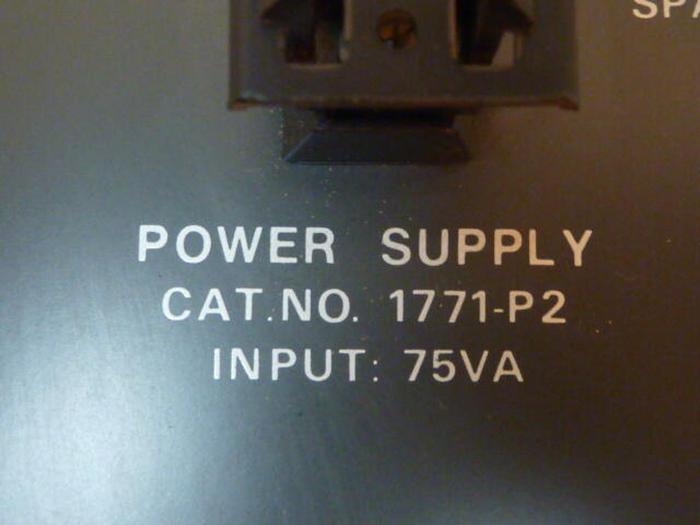 POWER SUPPLY
CAT.NO. 1771-P2
INPUT: 75VA